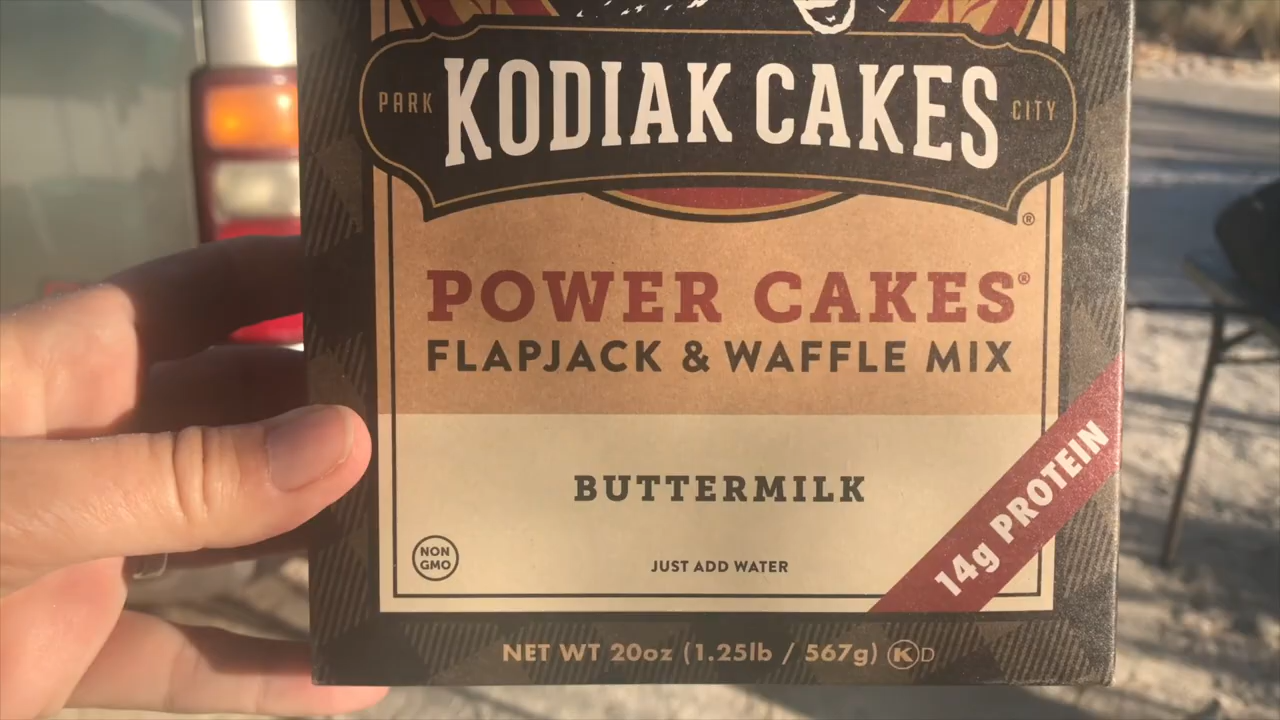 PARK KODIAK CAKES CITY
®
POWER CAKES®
FLAPJACK & WAFFLE MIX
BUTTERMILK
14g PROTEIN
NON
GMO
JUST ADD WATER
NET WT 20oz (1.25lb / 567g) K D